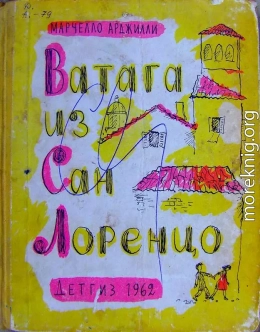 МАРЧЕЛЛО АРДЖИЛЛИ
Ватага
из
Сан
Лоренцо
ДЕТГИЗ 1962
moreknig.org